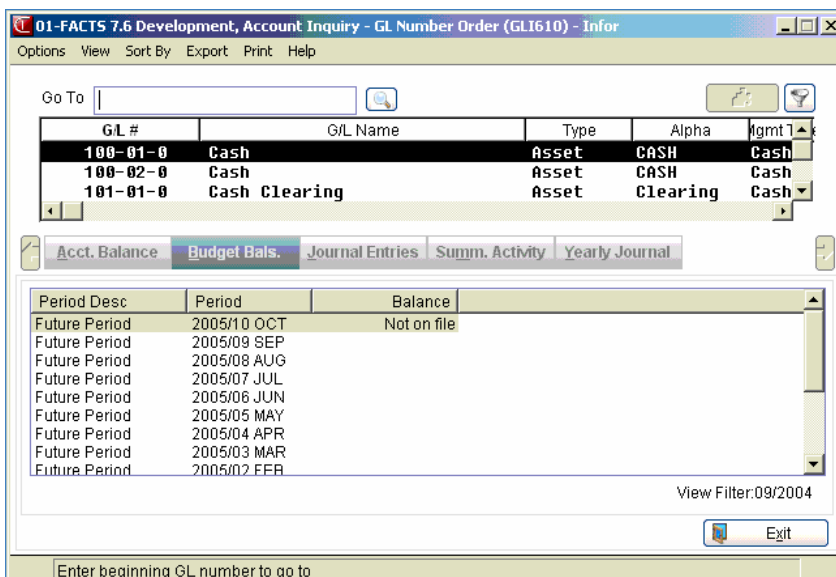 01-FACTS 7.6 Development, Account Inquiry - GL Number Order (GLI610) - Infor
Options View Sort By Export Print Help
Go To
G/L # G/L Name Type Alpha
100-01-0 Cash Asset CASH Cash
100-02-0 Cash Asset CASH Cash
101-01-0 Cash Clearing Asset Clearing Cash
Acct. Balance Budget Bals. Journal Entries Summ. Activity Yearly Journal
Period Desc Period Balance
Future Period 2005/10 OCT Not on file
Future Period 2005/09 SEP
Future Period 2005/08 AUG
Future Period 2005/07 JUL
Future Period 2005/06 JUN
Future Period 2005/05 MAY
Future Period 2005/04 APR
Future Period 2005/03 MAR
Future Period 2005/02 FEB
View Filter:09/2004
Exit
Enter beginning GL number to go to